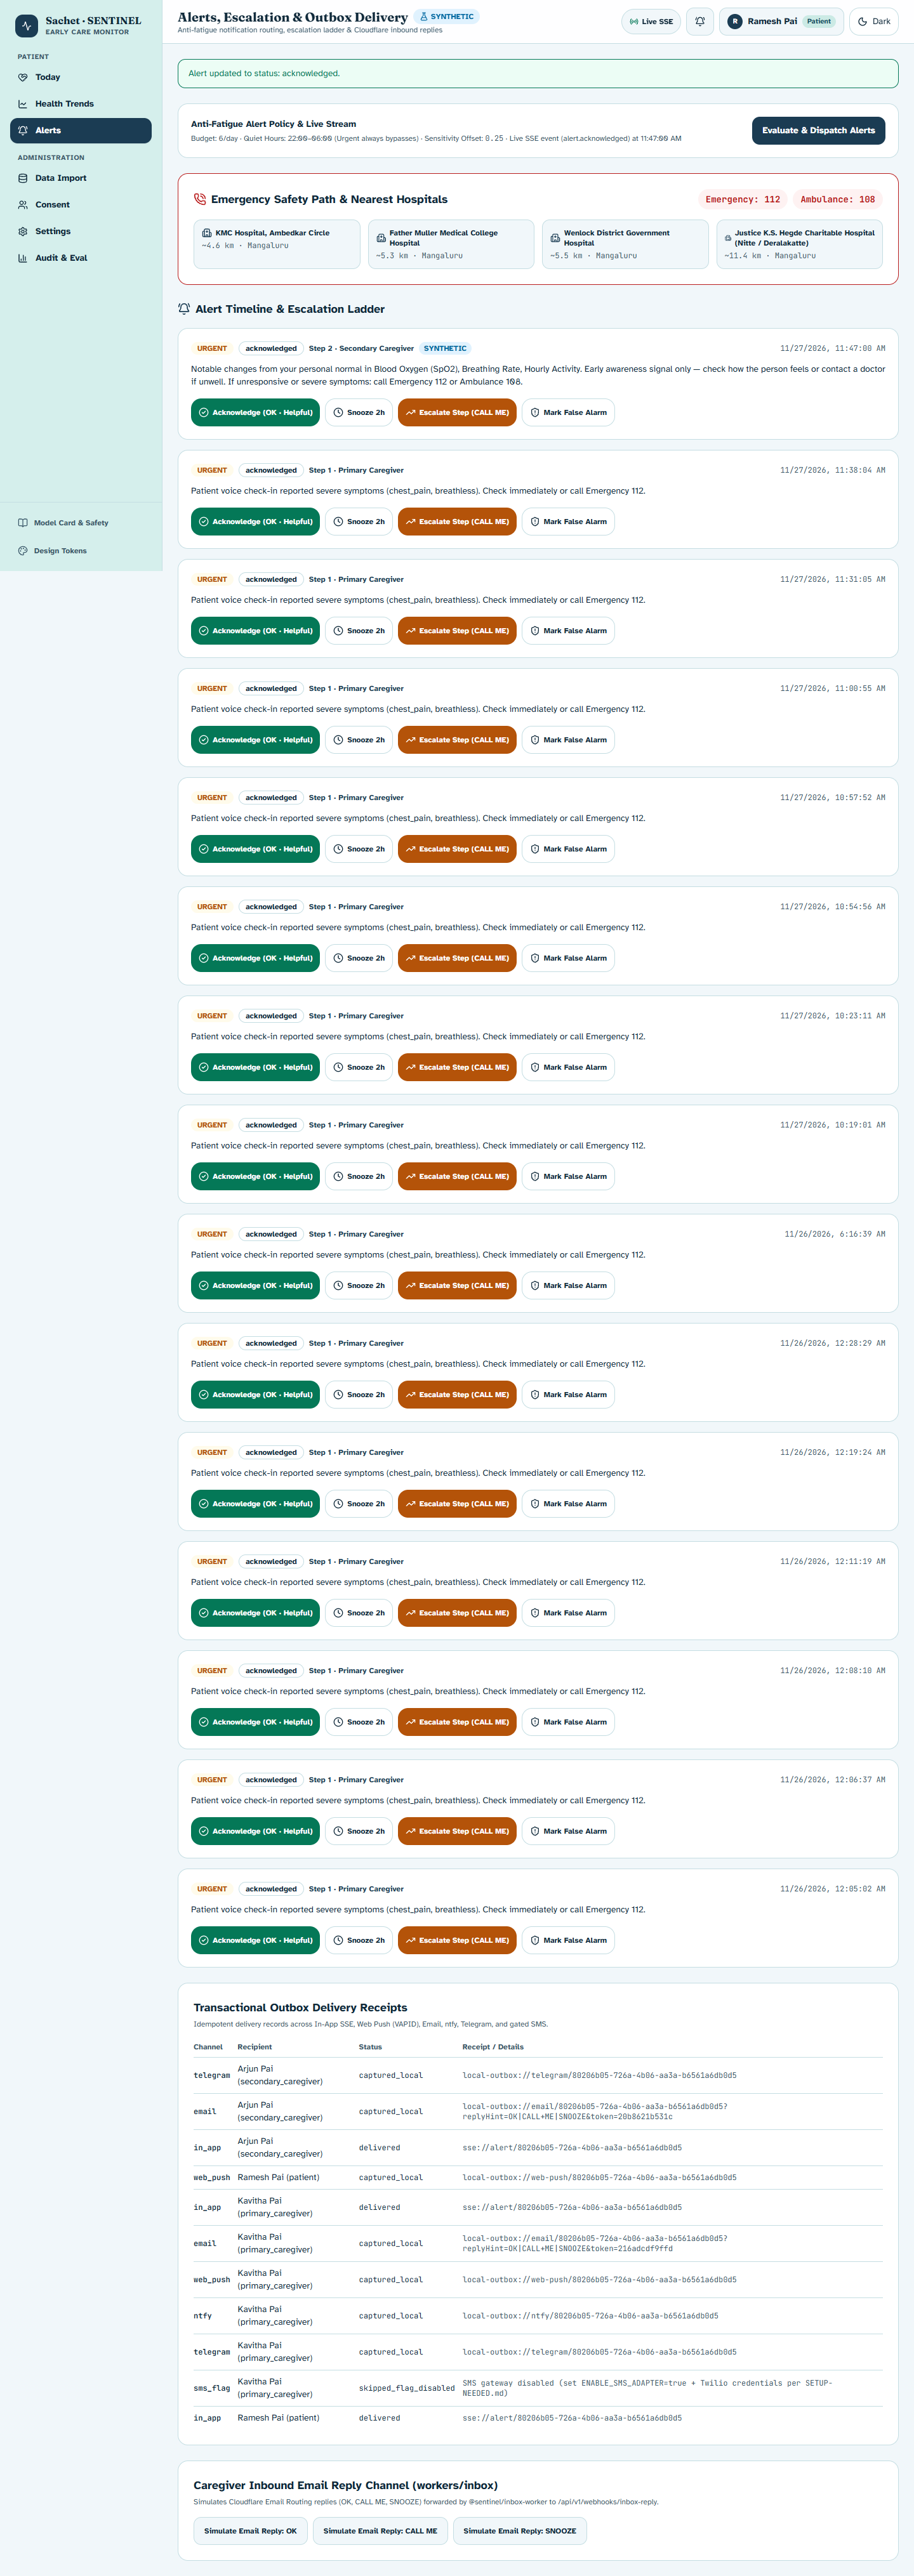 Sachet · SENTINEL
EARLY CARE MONITOR
PATIENT
Today
Health Trends
Alerts
ADMINISTRATION
Data Import
Consent
Settings
Audit & Eval
Model Card & Safety
Design Tokens
Alerts, Escalation & Outbox Delivery
SYNTHETIC
Anti-fatigue notification routing, escalation ladder & Cloudflare inbound replies
Live SSE
R
Ramesh Pai
Patient
Dark
Alert updated to status: acknowledged.
Anti-Fatigue Alert Policy & Live Stream
Budget: 6/day · Quiet Hours: 22:00–06:00 (Urgent always bypasses) · Sensitivity Offset: 0.25 · Live SSE event (alert.acknowledged) at 11:47:00 AM
Evaluate & Dispatch Alerts
Emergency Safety Path & Nearest Hospitals
Emergency: 112
Ambulance: 108
KMC Hospital, Ambedkar Circle
~4.6 km · Mangaluru
Father Muller Medical College
Hospital
~5.3 km · Mangaluru
Wenlock District Government
Hospital
~5.5 km · Mangaluru
Justice K.S. Hegde Charitable Hospital
(Nitte / Deralakatte)
~11.4 km · Mangaluru
Alert Timeline & Escalation Ladder
URGENT acknowledged Step 2 · Secondary Caregiver SYNTHETIC 11/27/2026, 11:47:00 AM
Notable changes from your personal normal in Blood Oxygen (SpO2), Breathing Rate, Hourly Activity. Early awareness signal only — check how the person feels or contact a doctor
if unwell. If unresponsive or severe symptoms: call Emergency 112 or Ambulance 108.
Acknowledge (OK · Helpful) Snooze 2h Escalate Step (CALL ME) Mark False Alarm
URGENT acknowledged Step 1 · Primary Caregiver 11/27/2026, 11:38:04 AM
Patient voice check-in reported severe symptoms (chest_pain, breathless). Check immediately or call Emergency 112.
Acknowledge (OK · Helpful) Snooze 2h Escalate Step (CALL ME) Mark False Alarm
URGENT acknowledged Step 1 · Primary Caregiver 11/27/2026, 11:31:05 AM
Patient voice check-in reported severe symptoms (chest_pain, breathless). Check immediately or call Emergency 112.
Acknowledge (OK · Helpful) Snooze 2h Escalate Step (CALL ME) Mark False Alarm
URGENT acknowledged Step 1 · Primary Caregiver 11/27/2026, 11:00:55 AM
Patient voice check-in reported severe symptoms (chest_pain, breathless). Check immediately or call Emergency 112.
Acknowledge (OK · Helpful) Snooze 2h Escalate Step (CALL ME) Mark False Alarm
URGENT acknowledged Step 1 · Primary Caregiver 11/27/2026, 10:57:52 AM
Patient voice check-in reported severe symptoms (chest_pain, breathless). Check immediately or call Emergency 112.
Acknowledge (OK · Helpful) Snooze 2h Escalate Step (CALL ME) Mark False Alarm
URGENT acknowledged Step 1 · Primary Caregiver 11/27/2026, 10:54:56 AM
Patient voice check-in reported severe symptoms (chest_pain, breathless). Check immediately or call Emergency 112.
Acknowledge (OK · Helpful) Snooze 2h Escalate Step (CALL ME) Mark False Alarm
URGENT acknowledged Step 1 · Primary Caregiver 11/27/2026, 10:23:11 AM
Patient voice check-in reported severe symptoms (chest_pain, breathless). Check immediately or call Emergency 112.
Acknowledge (OK · Helpful) Snooze 2h Escalate Step (CALL ME) Mark False Alarm
URGENT acknowledged Step 1 · Primary Caregiver 11/27/2026, 10:19:01 AM
Patient voice check-in reported severe symptoms (chest_pain, breathless). Check immediately or call Emergency 112.
Acknowledge (OK · Helpful) Snooze 2h Escalate Step (CALL ME) Mark False Alarm
URGENT acknowledged Step 1 · Primary Caregiver 11/26/2026, 6:16:39 AM
Patient voice check-in reported severe symptoms (chest_pain, breathless). Check immediately or call Emergency 112.
Acknowledge (OK · Helpful) Snooze 2h Escalate Step (CALL ME) Mark False Alarm
URGENT acknowledged Step 1 · Primary Caregiver 11/26/2026, 12:28:29 AM
Patient voice check-in reported severe symptoms (chest_pain, breathless). Check immediately or call Emergency 112.
Acknowledge (OK · Helpful) Snooze 2h Escalate Step (CALL ME) Mark False Alarm
URGENT acknowledged Step 1 · Primary Caregiver 11/26/2026, 12:19:24 AM
Patient voice check-in reported severe symptoms (chest_pain, breathless). Check immediately or call Emergency 112.
Acknowledge (OK · Helpful) Snooze 2h Escalate Step (CALL ME) Mark False Alarm
URGENT acknowledged Step 1 · Primary Caregiver 11/26/2026, 12:11:19 AM
Patient voice check-in reported severe symptoms (chest_pain, breathless). Check immediately or call Emergency 112.
Acknowledge (OK · Helpful) Snooze 2h Escalate Step (CALL ME) Mark False Alarm
URGENT acknowledged Step 1 · Primary Caregiver 11/26/2026, 12:08:10 AM
Patient voice check-in reported severe symptoms (chest_pain, breathless). Check immediately or call Emergency 112.
Acknowledge (OK · Helpful) Snooze 2h Escalate Step (CALL ME) Mark False Alarm
URGENT acknowledged Step 1 · Primary Caregiver 11/26/2026, 12:06:37 AM
Patient voice check-in reported severe symptoms (chest_pain, breathless). Check immediately or call Emergency 112.
Acknowledge (OK · Helpful) Snooze 2h Escalate Step (CALL ME) Mark False Alarm
URGENT acknowledged Step 1 · Primary Caregiver 11/26/2026, 12:05:02 AM
Patient voice check-in reported severe symptoms (chest_pain, breathless). Check immediately or call Emergency 112.
Acknowledge (OK · Helpful) Snooze 2h Escalate Step (CALL ME) Mark False Alarm
Transactional Outbox Delivery Receipts
Idempotent delivery records across In-App SSE, Web Push (VAPID), Email, ntfy, Telegram, and gated SMS.
Channel Recipient Status Receipt / Details
telegram Arjun Pai (secondary_caregiver) captured_local local-outbox://telegram/80206b05-726a-4b06-aa3a-b6561a6db0d5
email Arjun Pai (secondary_caregiver) captured_local local-outbox://email/80206b05-726a-4b06-aa3a-b6561a6db0d5?
replyHint=OK|CALL+ME|SNOOZE&token=20b8621b531c
in_app Arjun Pai (secondary_caregiver) delivered sse://alert/80206b05-726a-4b06-aa3a-b6561a6db0d5
web_push Ramesh Pai (patient) captured_local local-outbox://web-push/80206b05-726a-4b06-aa3a-b6561a6db0d5
in_app Kavitha Pai (primary_caregiver) delivered sse://alert/80206b05-726a-4b06-aa3a-b6561a6db0d5
email Kavitha Pai (primary_caregiver) captured_local local-outbox://email/80206b05-726a-4b06-aa3a-b6561a6db0d5?
replyHint=OK|CALL+ME|SNOOZE&token=216adcdf9ffd
web_push Kavitha Pai (primary_caregiver) captured_local local-outbox://web-push/80206b05-726a-4b06-aa3a-b6561a6db0d5
ntfy Kavitha Pai (primary_caregiver) captured_local local-outbox://ntfy/80206b05-726a-4b06-aa3a-b6561a6db0d5
telegram Kavitha Pai (primary_caregiver) captured_local local-outbox://telegram/80206b05-726a-4b06-aa3a-b6561a6db0d5
sms_flag Kavitha Pai (primary_caregiver) skipped_flag_disabled SMS gateway disabled (set ENABLE_SMS_ADAPTER=true + Twilio credentials per SETUP-
NEEDED.md)
in_app Ramesh Pai (patient) delivered sse://alert/80206b05-726a-4b06-aa3a-b6561a6db0d5
Caregiver Inbound Email Reply Channel (workers/inbox)
Simulates Cloudflare Email Routing replies (OK, CALL ME, SNOOZE) forwarded by @sentinel/inbox-worker to /api/v1/webhooks/inbox-reply.
Simulate Email Reply: OK
Simulate Email Reply: CALL ME
Simulate Email Reply: SNOOZE